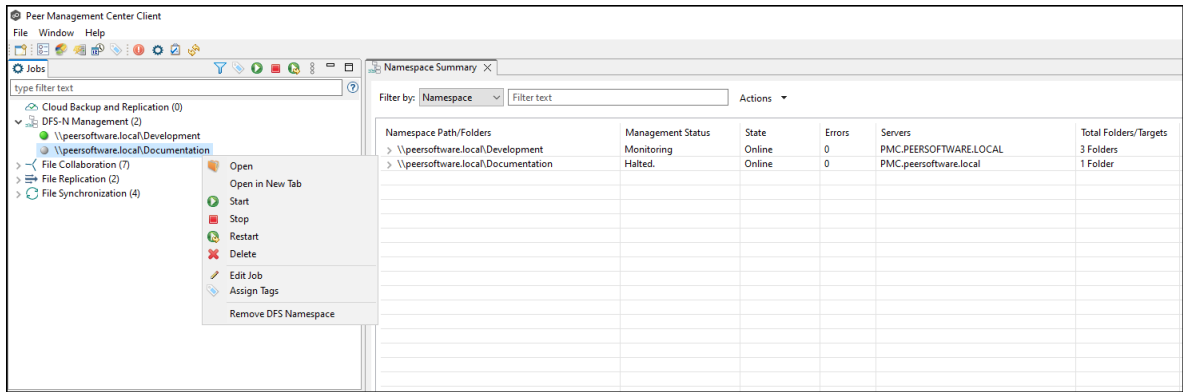 Peer Management Center Client
File Window Help
Jobs
type filter text
Cloud Backup and Replication (0)
DFS-N Management (2)
\\peersoftware.local\Development
\\peersoftware.local\Documentation
File Collaboration (7)
File Replication (2)
File Synchronization (4)
Open
Open in New Tab
Start
Stop
Restart
Delete
Edit Job
Assign Tags
Remove DFS Namespace
Namespace Summary
Filter by: Namespace Filter text Actions
Namespace Path/Folders Management Status State Errors Servers Total Folders/Targets
\\peersoftware.local\Development Monitoring Online 0 PMC.PEERSOFTWARE.LOCAL 3 Folders
\\peersoftware.local\Documentation Halted. Online 0 PMC.peersoftware.local 1 Folder